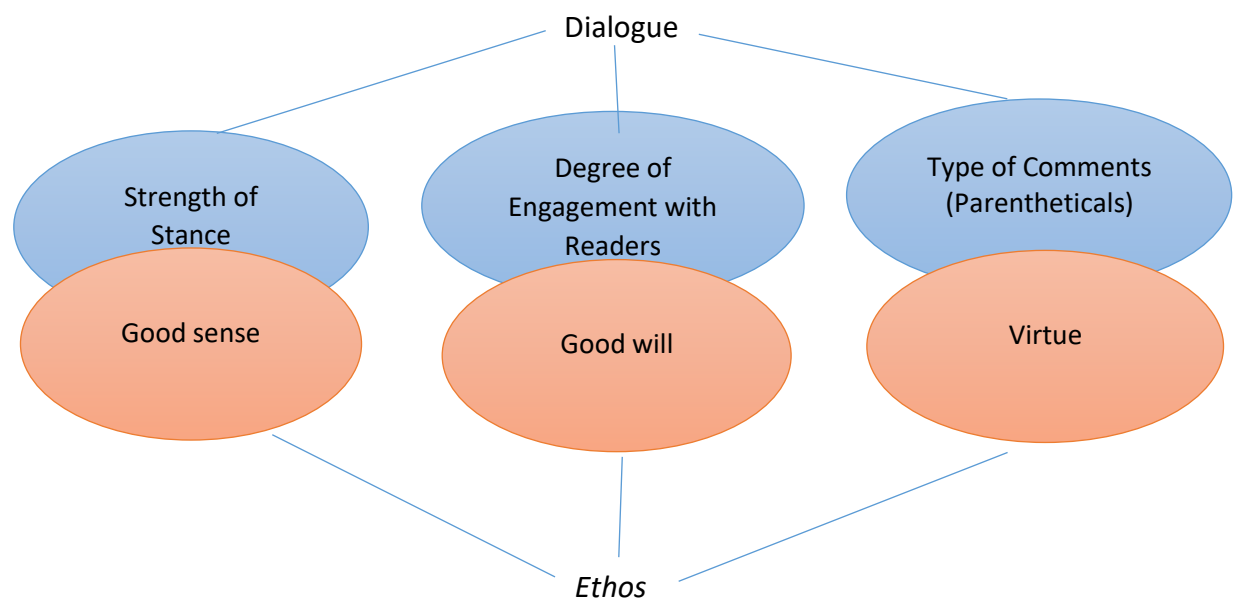 Dialogue
Strength of
Stance
Degree of
Engagement with
Readers
Type of Comments
(Parentheticals)
Good sense
Good will
Virtue
Ethos